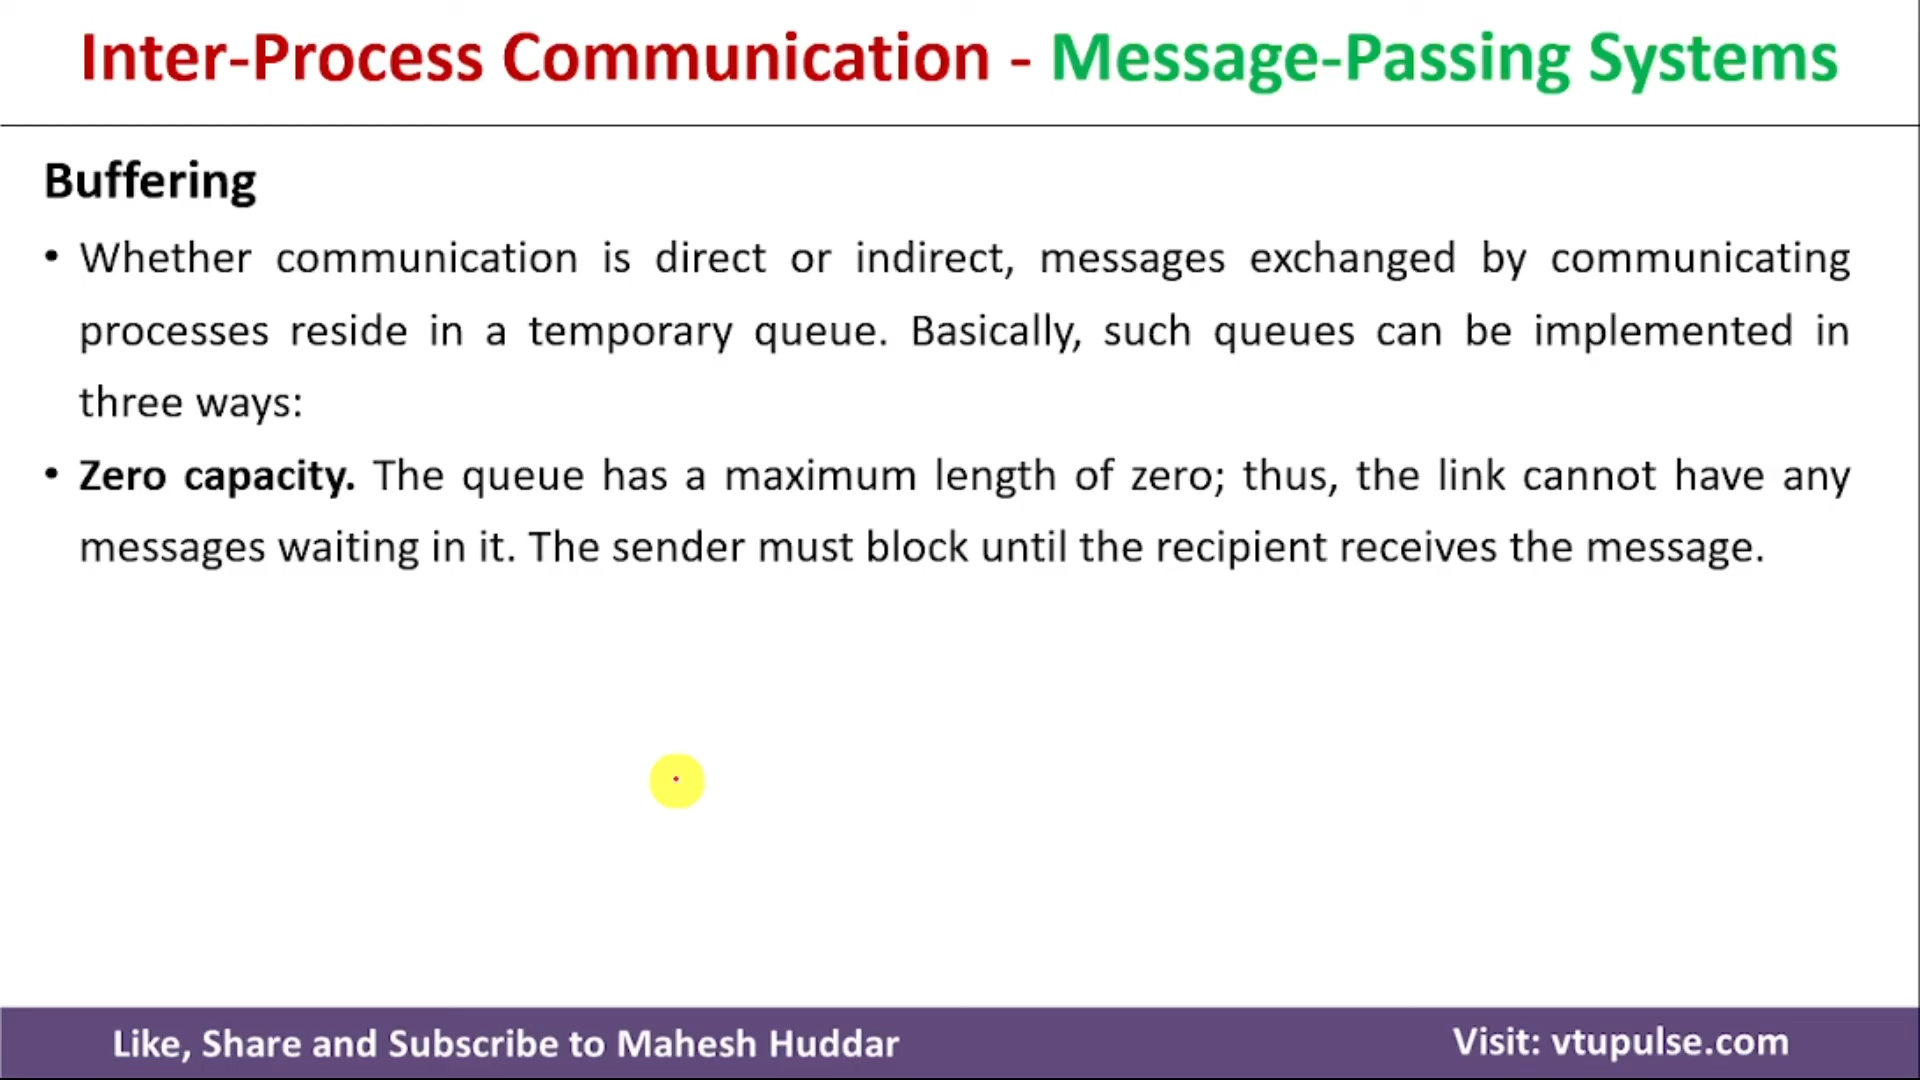 Inter-Process Communication - Message-Passing Systems
Buffering
• Whether communication is direct or indirect, messages exchanged by communicating
processes reside in a temporary queue. Basically, such queues can be implemented in
three ways:
• Zero capacity. The queue has a maximum length of zero; thus, the link cannot have any
messages waiting in it. The sender must block until the recipient receives the message.
Like, Share and Subscribe to Mahesh Huddar
Visit: vtupulse.com